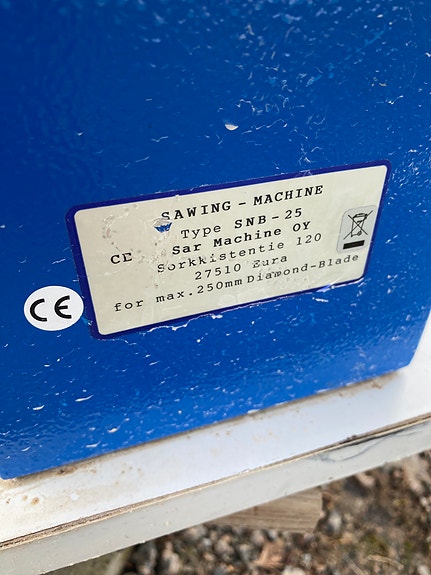 SAWING-MACHINE
Type SNB-25
CE Sar Machine OY
Sorkkistentie 120
27510 Eura
for max.250mm Diamond-Blade
CE